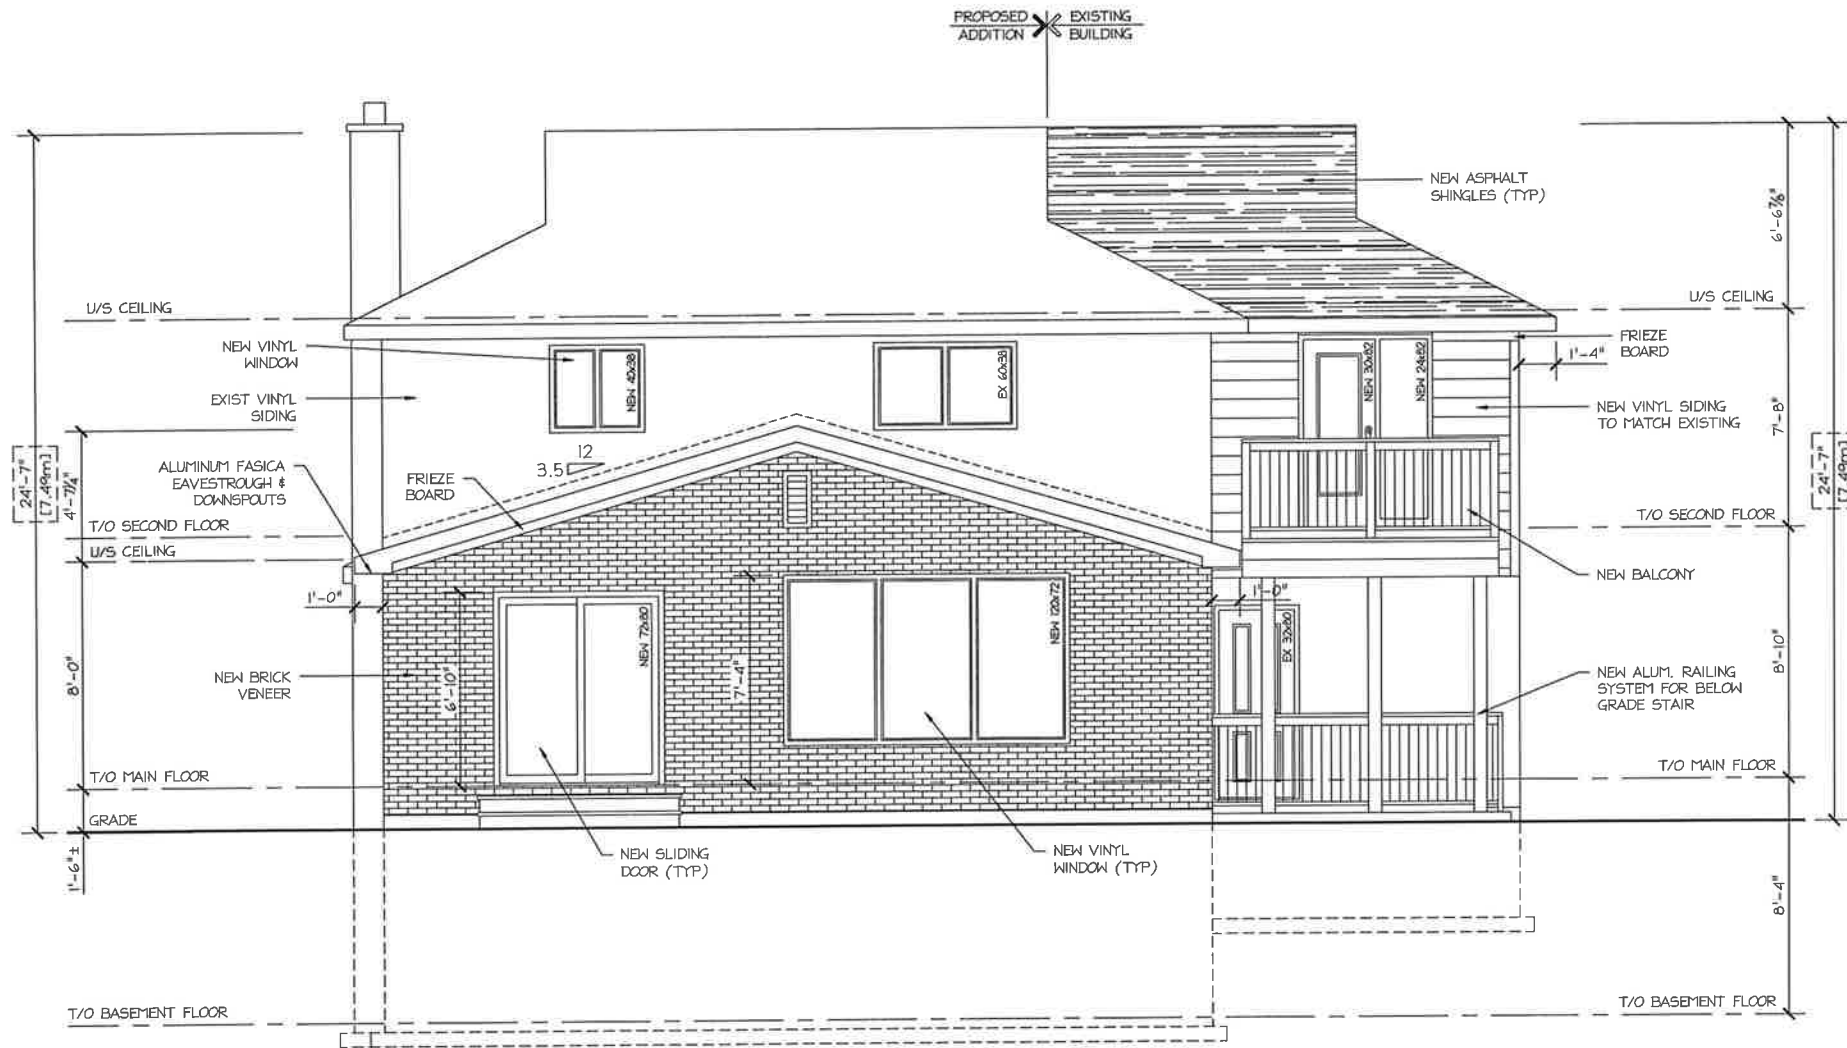 PROPOSED
ADDITION
EXISTING
BUILDING
NEW ASPHALT
SHINGLES (TYP)
6'-6⅞"
U/S CEILING
U/S CEILING
NEW VINYL
WINDOW
NEW 40x38
EX 60x38
NEW 30x82
NEW 24x82
FRIEZE
BOARD
1'-4"
EXIST VINYL
SIDING
NEW VINYL SIDING
TO MATCH EXISTING
7'-8"
24'-7"
[7.49m]
4'-7¼"
24'-7"
[7.49m]
ALUMINUM FASICA
EAVESTROUGH &
DOWNSPOUTS
FRIEZE
BOARD
12
3.5
T/O SECOND FLOOR
T/O SECOND FLOOR
U/S CEILING
NEW BALCONY
1'-0"
1'-0"
NEW 72x80
NEW 120x72
EX 32x80
8'-0"
NEW BRICK
VENEER
6'-10"
7'-4"
8'-10"
NEW ALUM. RAILING
SYSTEM FOR BELOW
GRADE STAIR
T/O MAIN FLOOR
T/O MAIN FLOOR
GRADE
1'-6"±
NEW SLIDING
DOOR (TYP)
NEW VINYL
WINDOW (TYP)
8'-4"
T/O BASEMENT FLOOR
T/O BASEMENT FLOOR